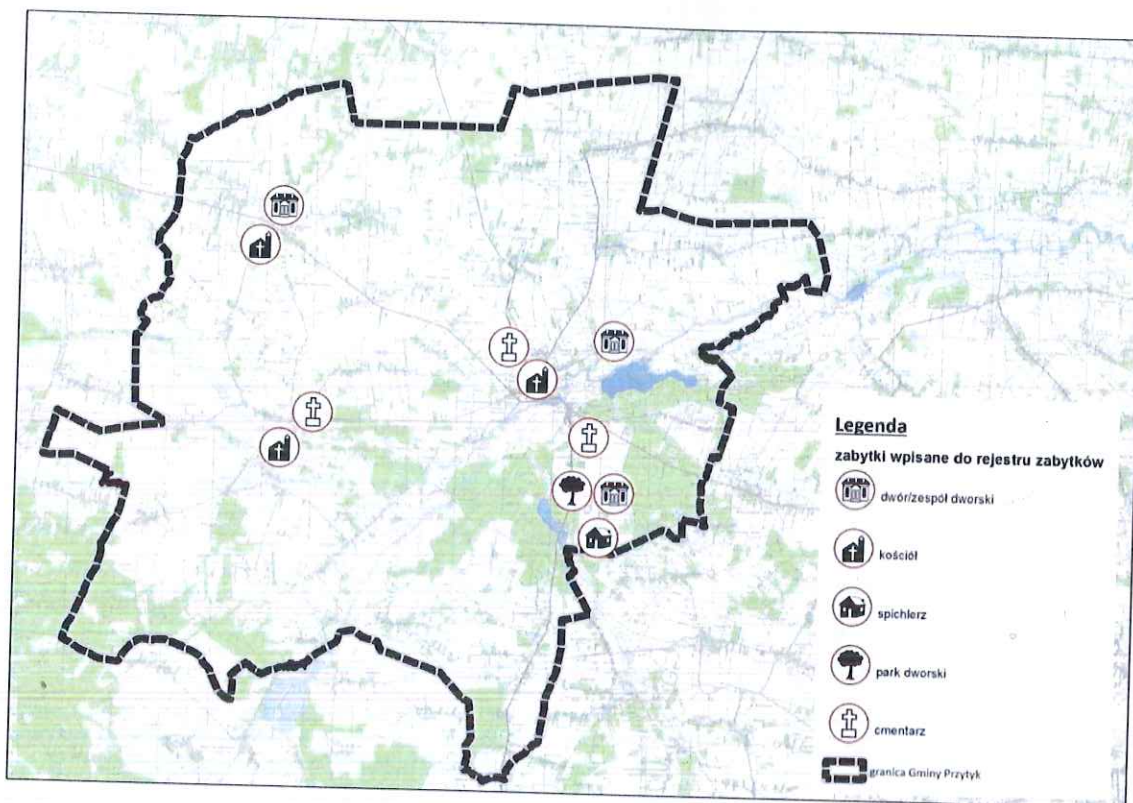 Legenda
zabytki wpisane do rejestru zabytków
dwór/zespół dworski
kościół
spichlerz
park dworski
cmentarz
granica Gminy Przytyk